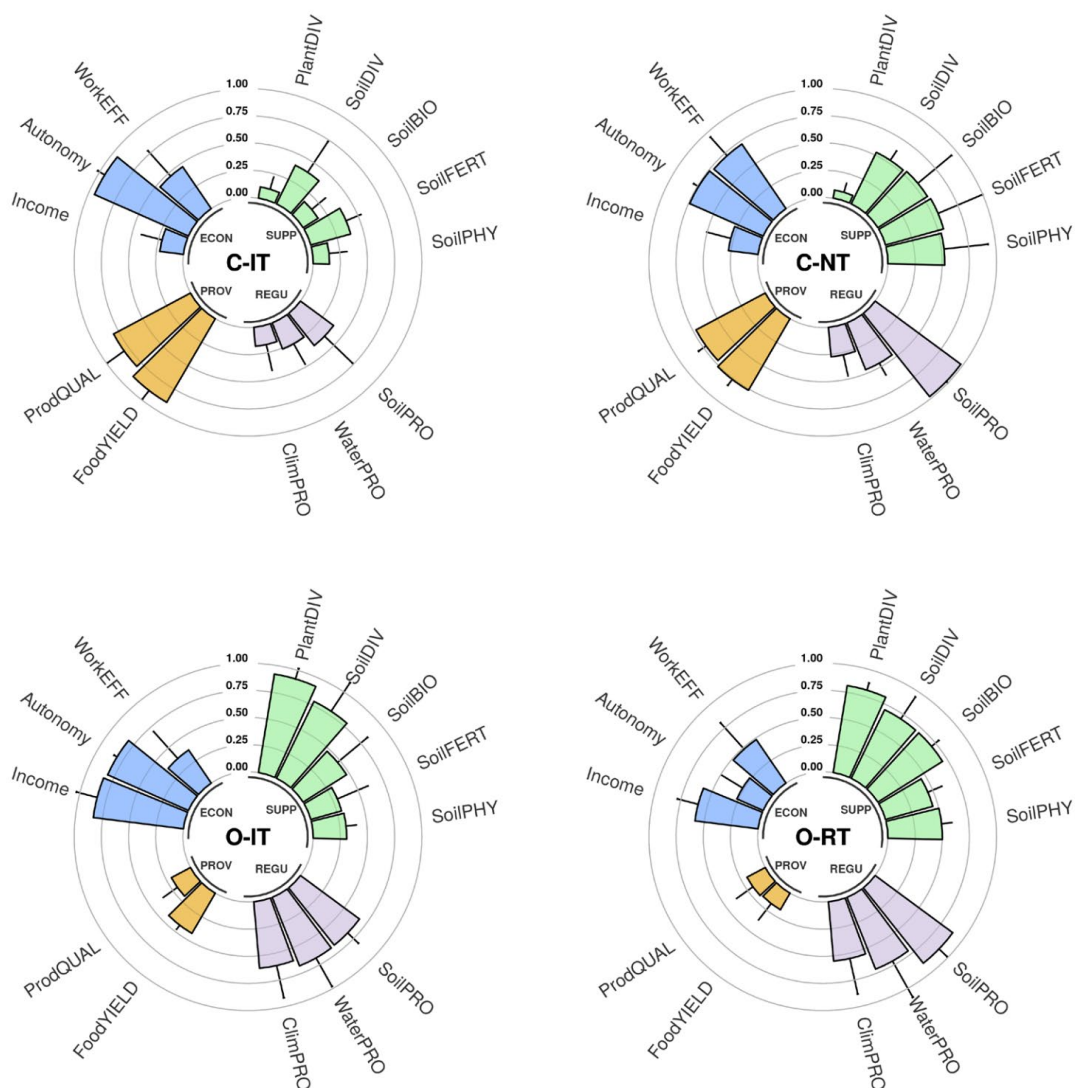 PlantDIV
SoilDIV
SoilBIO
SoilFERT
SoilPHY
SoilPRO
WaterPRO
ClimPRO
FoodYIELD
ProdQUAL
Income
Autonomy
WorkEFF
1.00
0.75
0.50
0.25
0.00
ECON
SUPP
C-IT
PROV
REGU
PlantDIV
SoilDIV
SoilBIO
SoilFERT
SoilPHY
SoilPRO
WaterPRO
ClimPRO
FoodYIELD
ProdQUAL
Income
Autonomy
WorkEFF
1.00
0.75
0.50
0.25
0.00
ECON
SUPP
C-NT
PROV
REGU
PlantDIV
SoilDIV
SoilBIO
SoilFERT
SoilPHY
SoilPRO
WaterPRO
ClimPRO
FoodYIELD
ProdQUAL
Income
Autonomy
WorkEFF
1.00
0.75
0.50
0.25
0.00
ECON
SUPP
O-IT
PROV
REGU
PlantDIV
SoilDIV
SoilBIO
SoilFERT
SoilPHY
SoilPRO
WaterPRO
ClimPRO
FoodYIELD
ProdQUAL
Income
Autonomy
WorkEFF
1.00
0.75
0.50
0.25
0.00
ECON
SUPP
O-RT
PROV
REGU